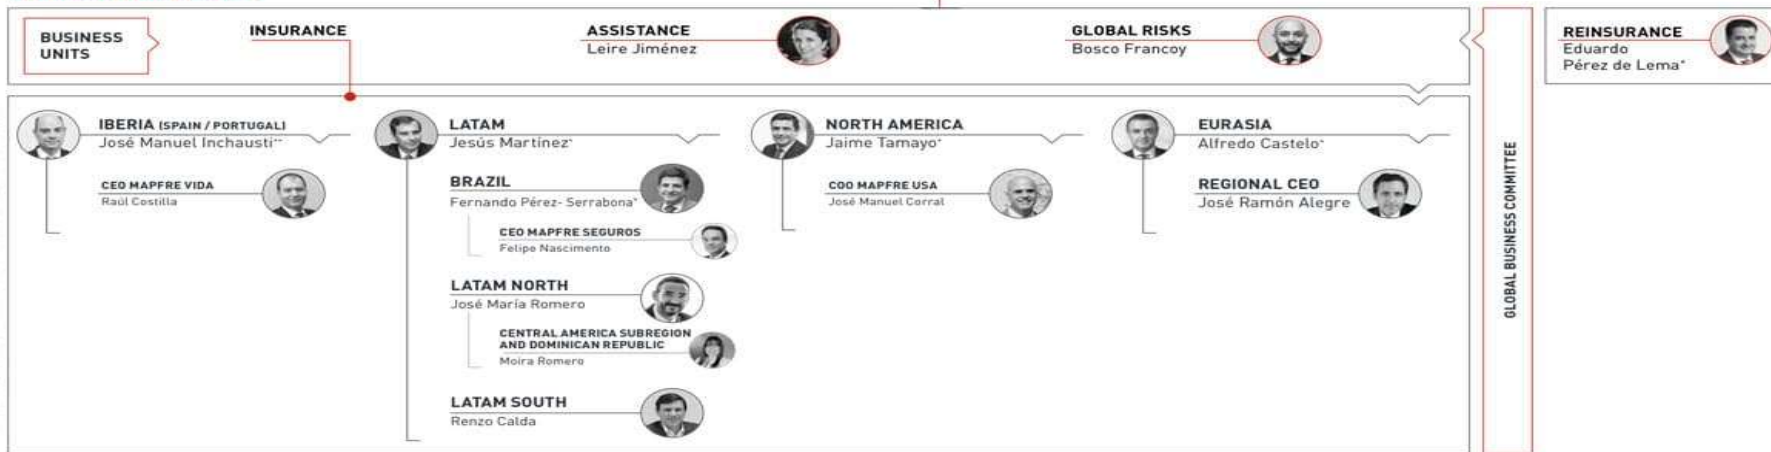 BUSINESS
UNITS
INSURANCE
ASSISTANCE
Leire Jiménez
GLOBAL RISKS
Bosco Francoy
REINSURANCE
Eduardo
Pérez de Lema*
IBERIA (SPAIN / PORTUGAL)
José Manuel Inchausti**
CEO MAPFRE VIDA
Raúl Costilla
LATAM
Jesús Martínez*
BRAZIL
Fernando Pérez- Serrabona*
CEO MAPFRE SEGUROS
Felipe Nascimento
LATAM NORTH
José María Romero
CENTRAL AMERICA SUBREGION
AND DOMINICAN REPUBLIC
Moira Romero
LATAM SOUTH
Renzo Calda
NORTH AMERICA
Jaime Tamayo*
COO MAPFRE USA
José Manuel Corral
EURASIA
Alfredo Castelo*
REGIONAL CEO
José Ramón Alegre
GLOBAL BUSINESS COMMITTEE